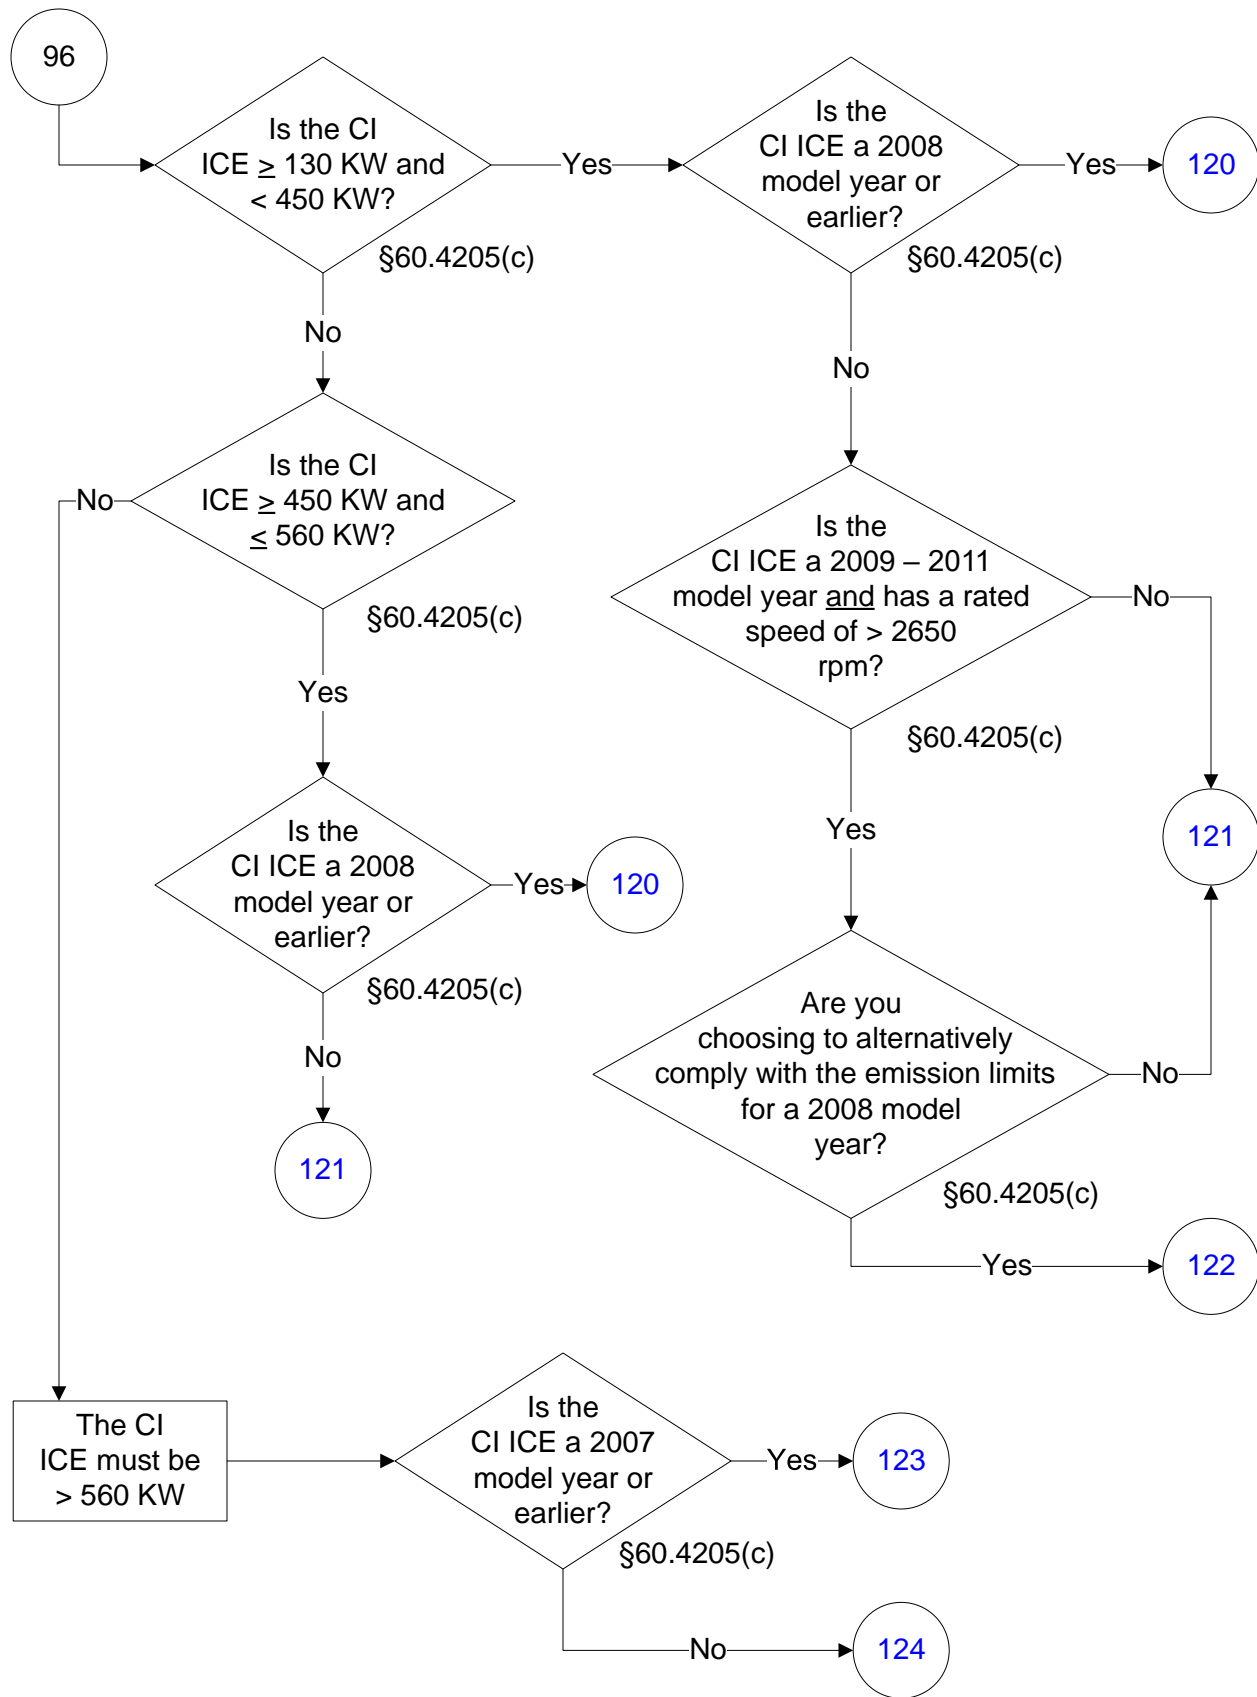 96
Is the CI
ICE ≥ 130 KW and
< 450 KW?
§60.4205(c)
Yes
Is the
CI ICE a 2008
model year or
earlier?
§60.4205(c)
Yes
120
No
No
Is the CI
ICE ≥ 450 KW and
≤ 560 KW?
§60.4205(c)
No
Is the
CI ICE a 2009 – 2011
model year and has a rated
speed of > 2650
rpm?
§60.4205(c)
No
Yes
Yes
121
Is the
CI ICE a 2008
model year or
earlier?
§60.4205(c)
Yes
120
No
121
Are you
choosing to alternatively
comply with the emission limits
for a 2008 model
year?
§60.4205(c)
No
Yes
122
The CI
ICE must be
> 560 KW
Is the
CI ICE a 2007
model year or
earlier?
§60.4205(c)
Yes
123
No
124